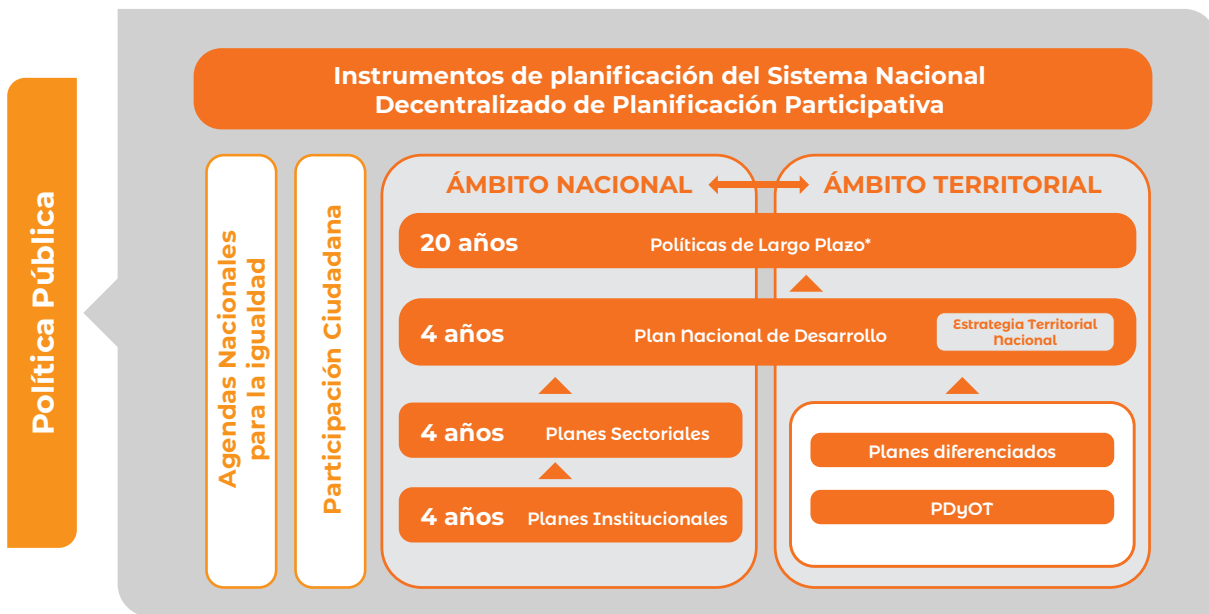 Política Pública
Instrumentos de planificación del Sistema Nacional
Decentralizado de Planificación Participativa
Agendas Nacionales
para la igualdad
Participación Ciudadana
ÁMBITO NACIONAL
ÁMBITO TERRITORIAL
20 años
Políticas de Largo Plazo*
4 años
Plan Nacional de Desarrollo
Estrategia Territorial
Nacional
4 años
Planes Sectoriales
4 años
Planes Institucionales
Planes diferenciados
PDyOT